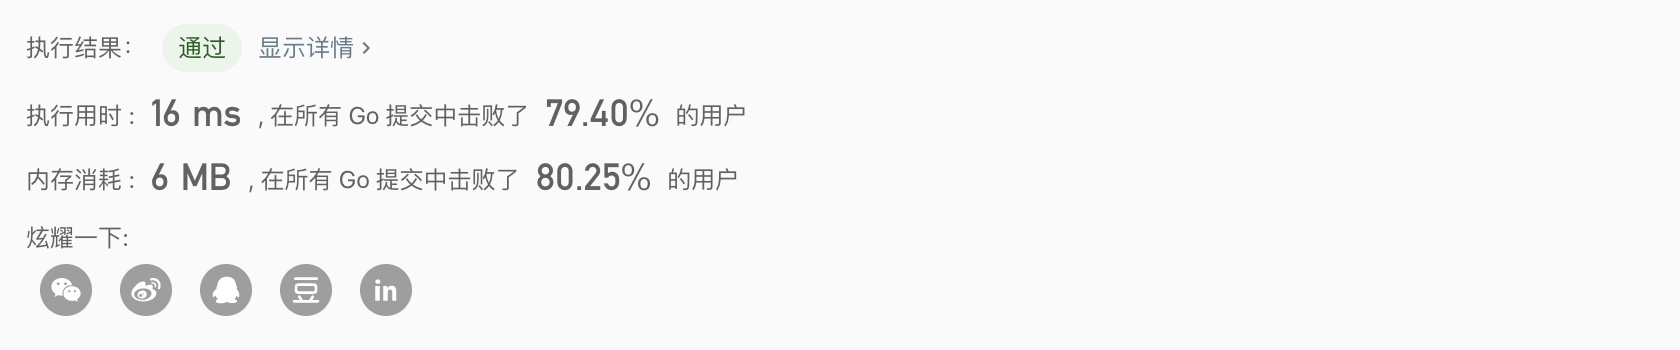 执行结果： 通过 显示详情 ›
执行用时 : 16 ms , 在所有 Go 提交中击败了 79.40% 的用户
内存消耗 : 6 MB , 在所有 Go 提交中击败了 80.25% 的用户
炫耀一下:
豆 in